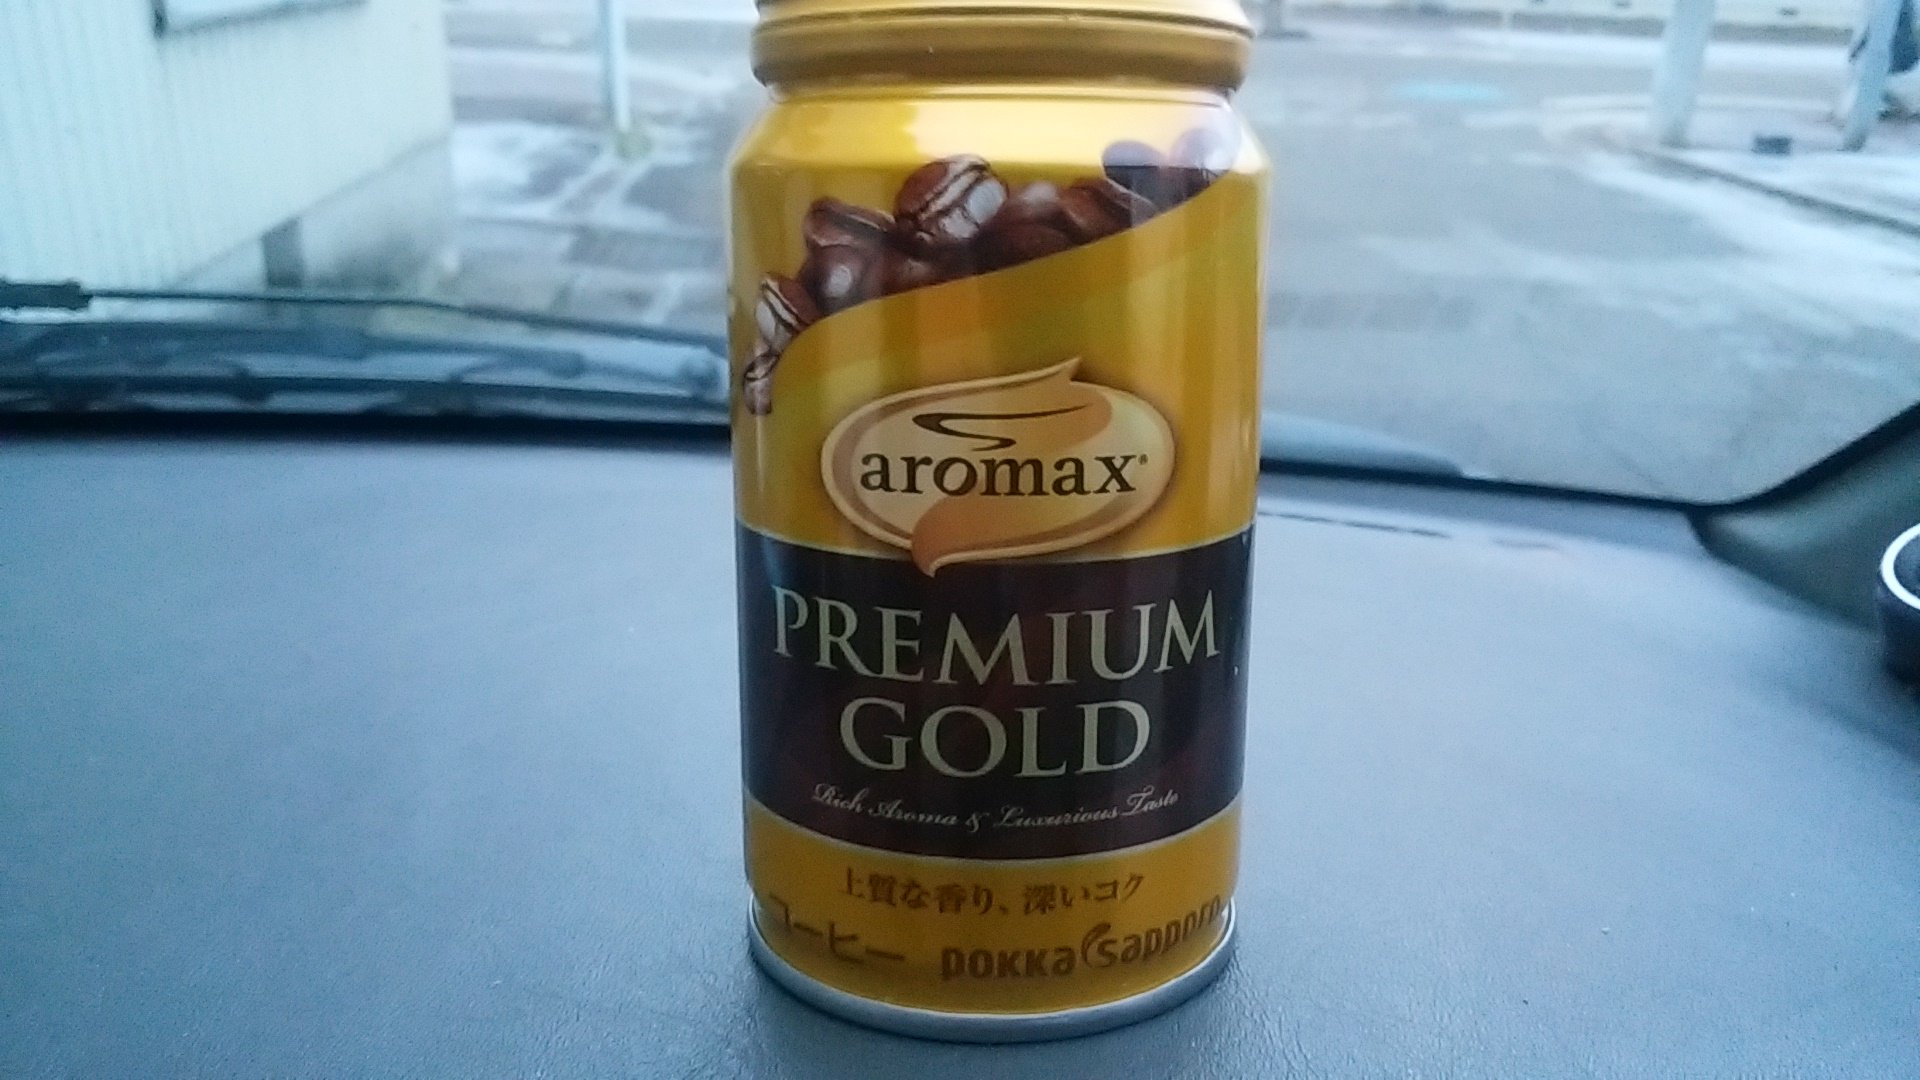 aromax®
PREMIUM
GOLD
Rich Aroma & Luxurious Taste
上質な香り、深いコク
コーヒー pokka sapporo